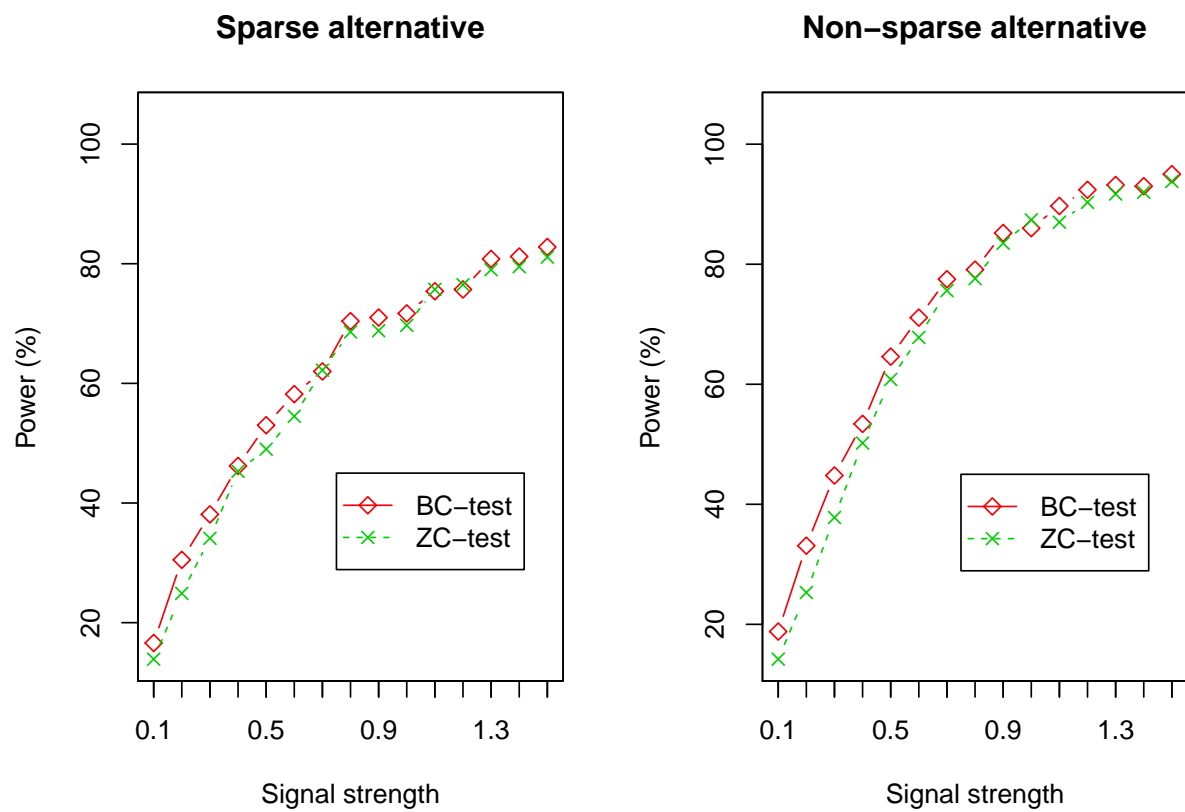 Sparse alternative
Power (%)
100
80
60
40
20
BC−test
ZC−test
0.1 0.5 0.9 1.3
Signal strength
Non−sparse alternative
Power (%)
100
80
60
40
20
BC−test
ZC−test
0.1 0.5 0.9 1.3
Signal strength